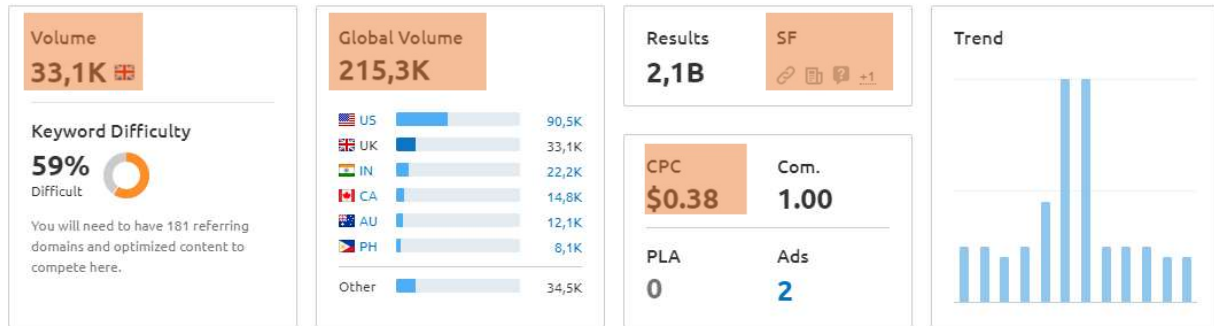 Volume
33,1K
Keyword Difficulty
59%
Difficult
You will need to have 181 referring
domains and optimized content to
compete here.
Global Volume
215,3K
US 90,5K
UK 33,1K
IN 22,2K
CA 14,8K
AU 12,1K
PH 8,1K
Other 34,5K
Results
2,1B
SF
+1
CPC
$0.38
Com.
1.00
PLA
0
Ads
2
Trend